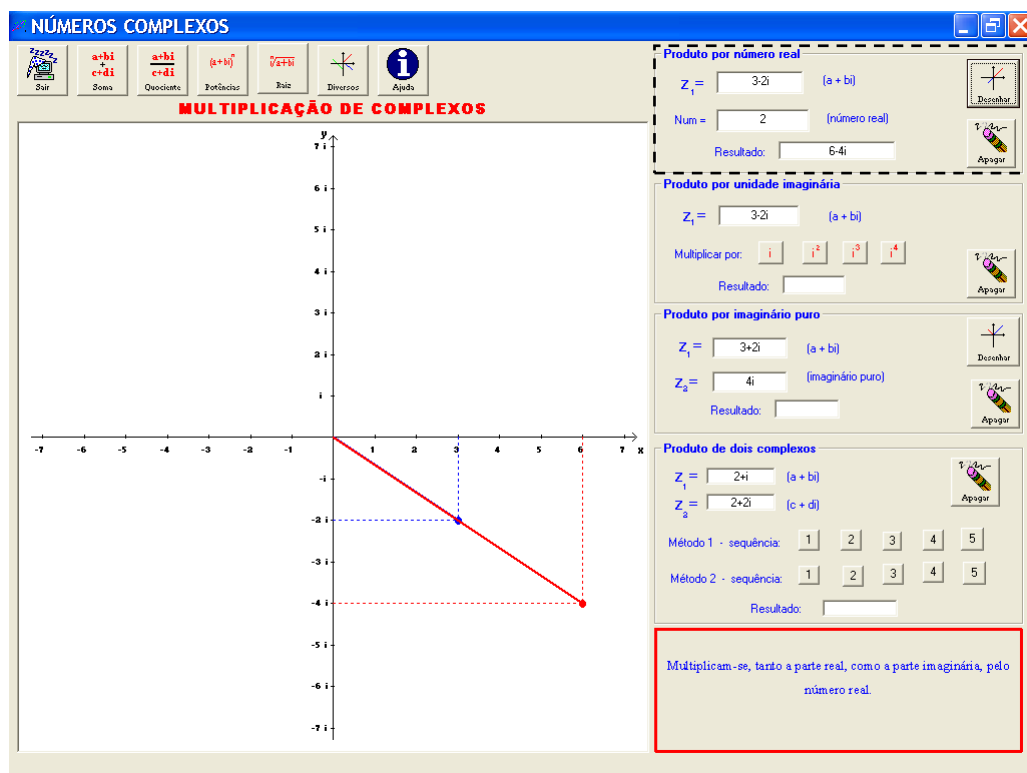 NÚMEROS COMPLEXOS
zzzzz
Sair
a+bi
+
c+di
Soma
a+bi
c+di
Quociente
(a+bi)ⁿ
Potências
ⁿ√a+bi
Raiz
Diversos
Ajuda
MULTIPLICAÇÃO DE COMPLEXOS
y
7 i
6 i
5 i
4 i
3 i
2 i
i
-7 -6 -5 -4 -3 -2 -1 1 2 3 4 5 6 7 x
-i
-2 i
-3 i
-4 i
-5 i
-6 i
-7 i
Produto por número real
Z₁= 3-2i (a + bi)
Desenhar
Num = 2 (número real)
Resultado: 6-4i
Apagar
Produto por unidade imaginária
Z₁= 3-2i (a + bi)
Multiplicar por: i i² i³ i⁴
Resultado:
Apagar
Produto por imaginário puro
Z₁= 3+2i (a + bi)
Desenhar
Z₂= 4i (imaginário puro)
Resultado:
Apagar
Produto de dois complexos
Z₁= 2+i (a + bi)
Z₂= 2+2i (c + di)
Apagar
Método 1 - sequência: 1 2 3 4 5
Método 2 - sequência: 1 2 3 4 5
Resultado:
Multiplicam-se, tanto a parte real, como a parte imaginária, pelo
número real.